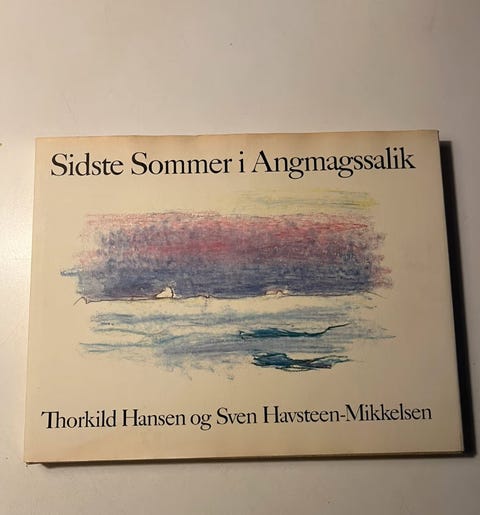 Sidste Sommer i Angmagssalik
Thorkild Hansen og Sven Havsteen-Mikkelsen